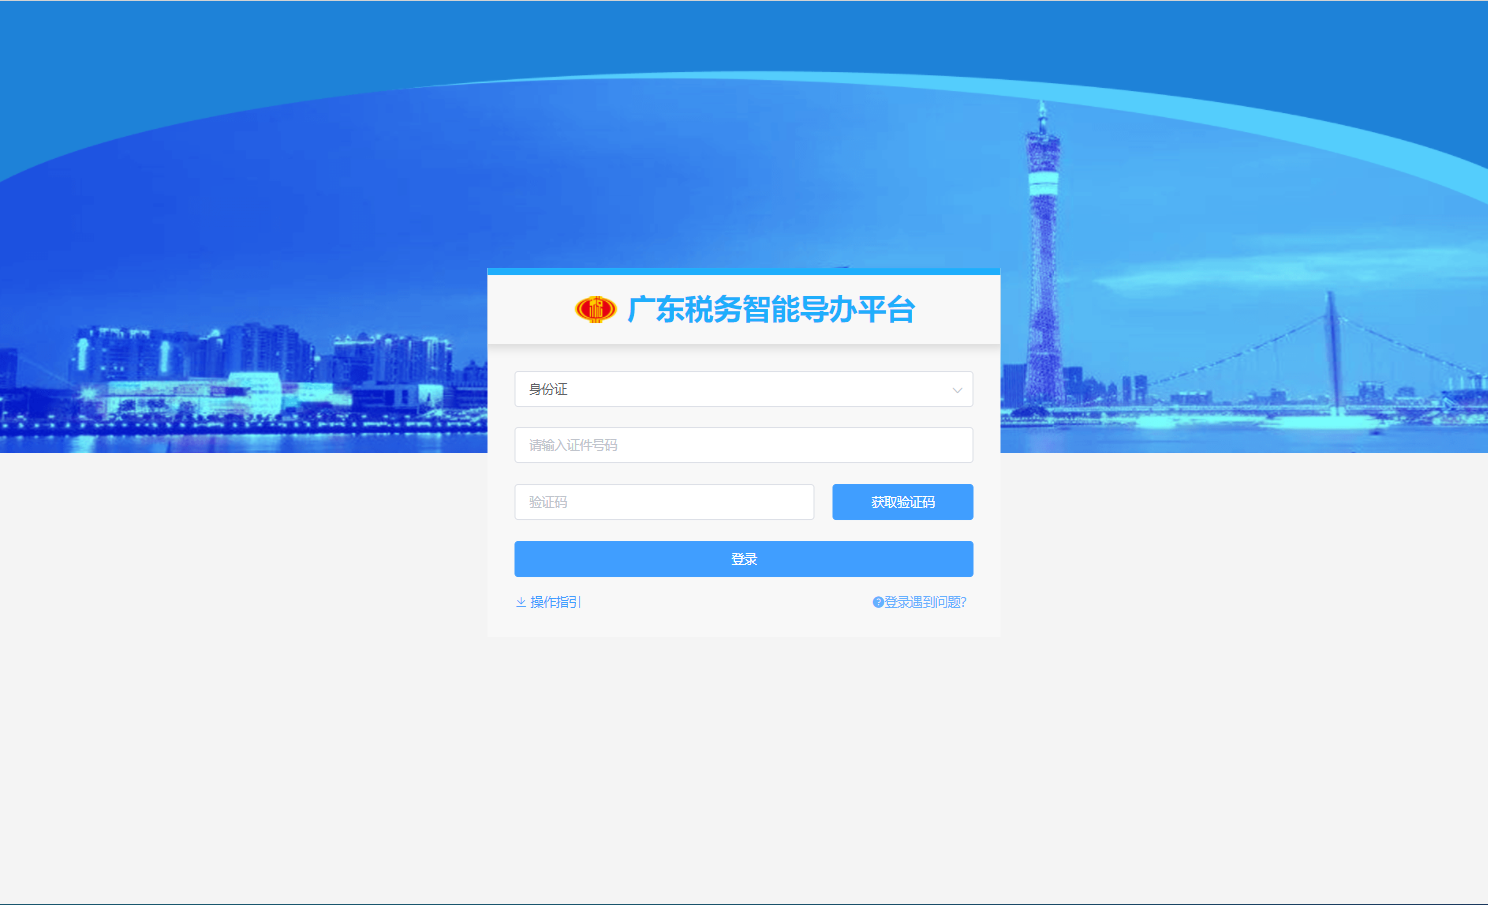 广东税务智能导办平台
身份证
请输入证件号码
验证码
获取验证码
登录
操作指引
登录遇到问题?